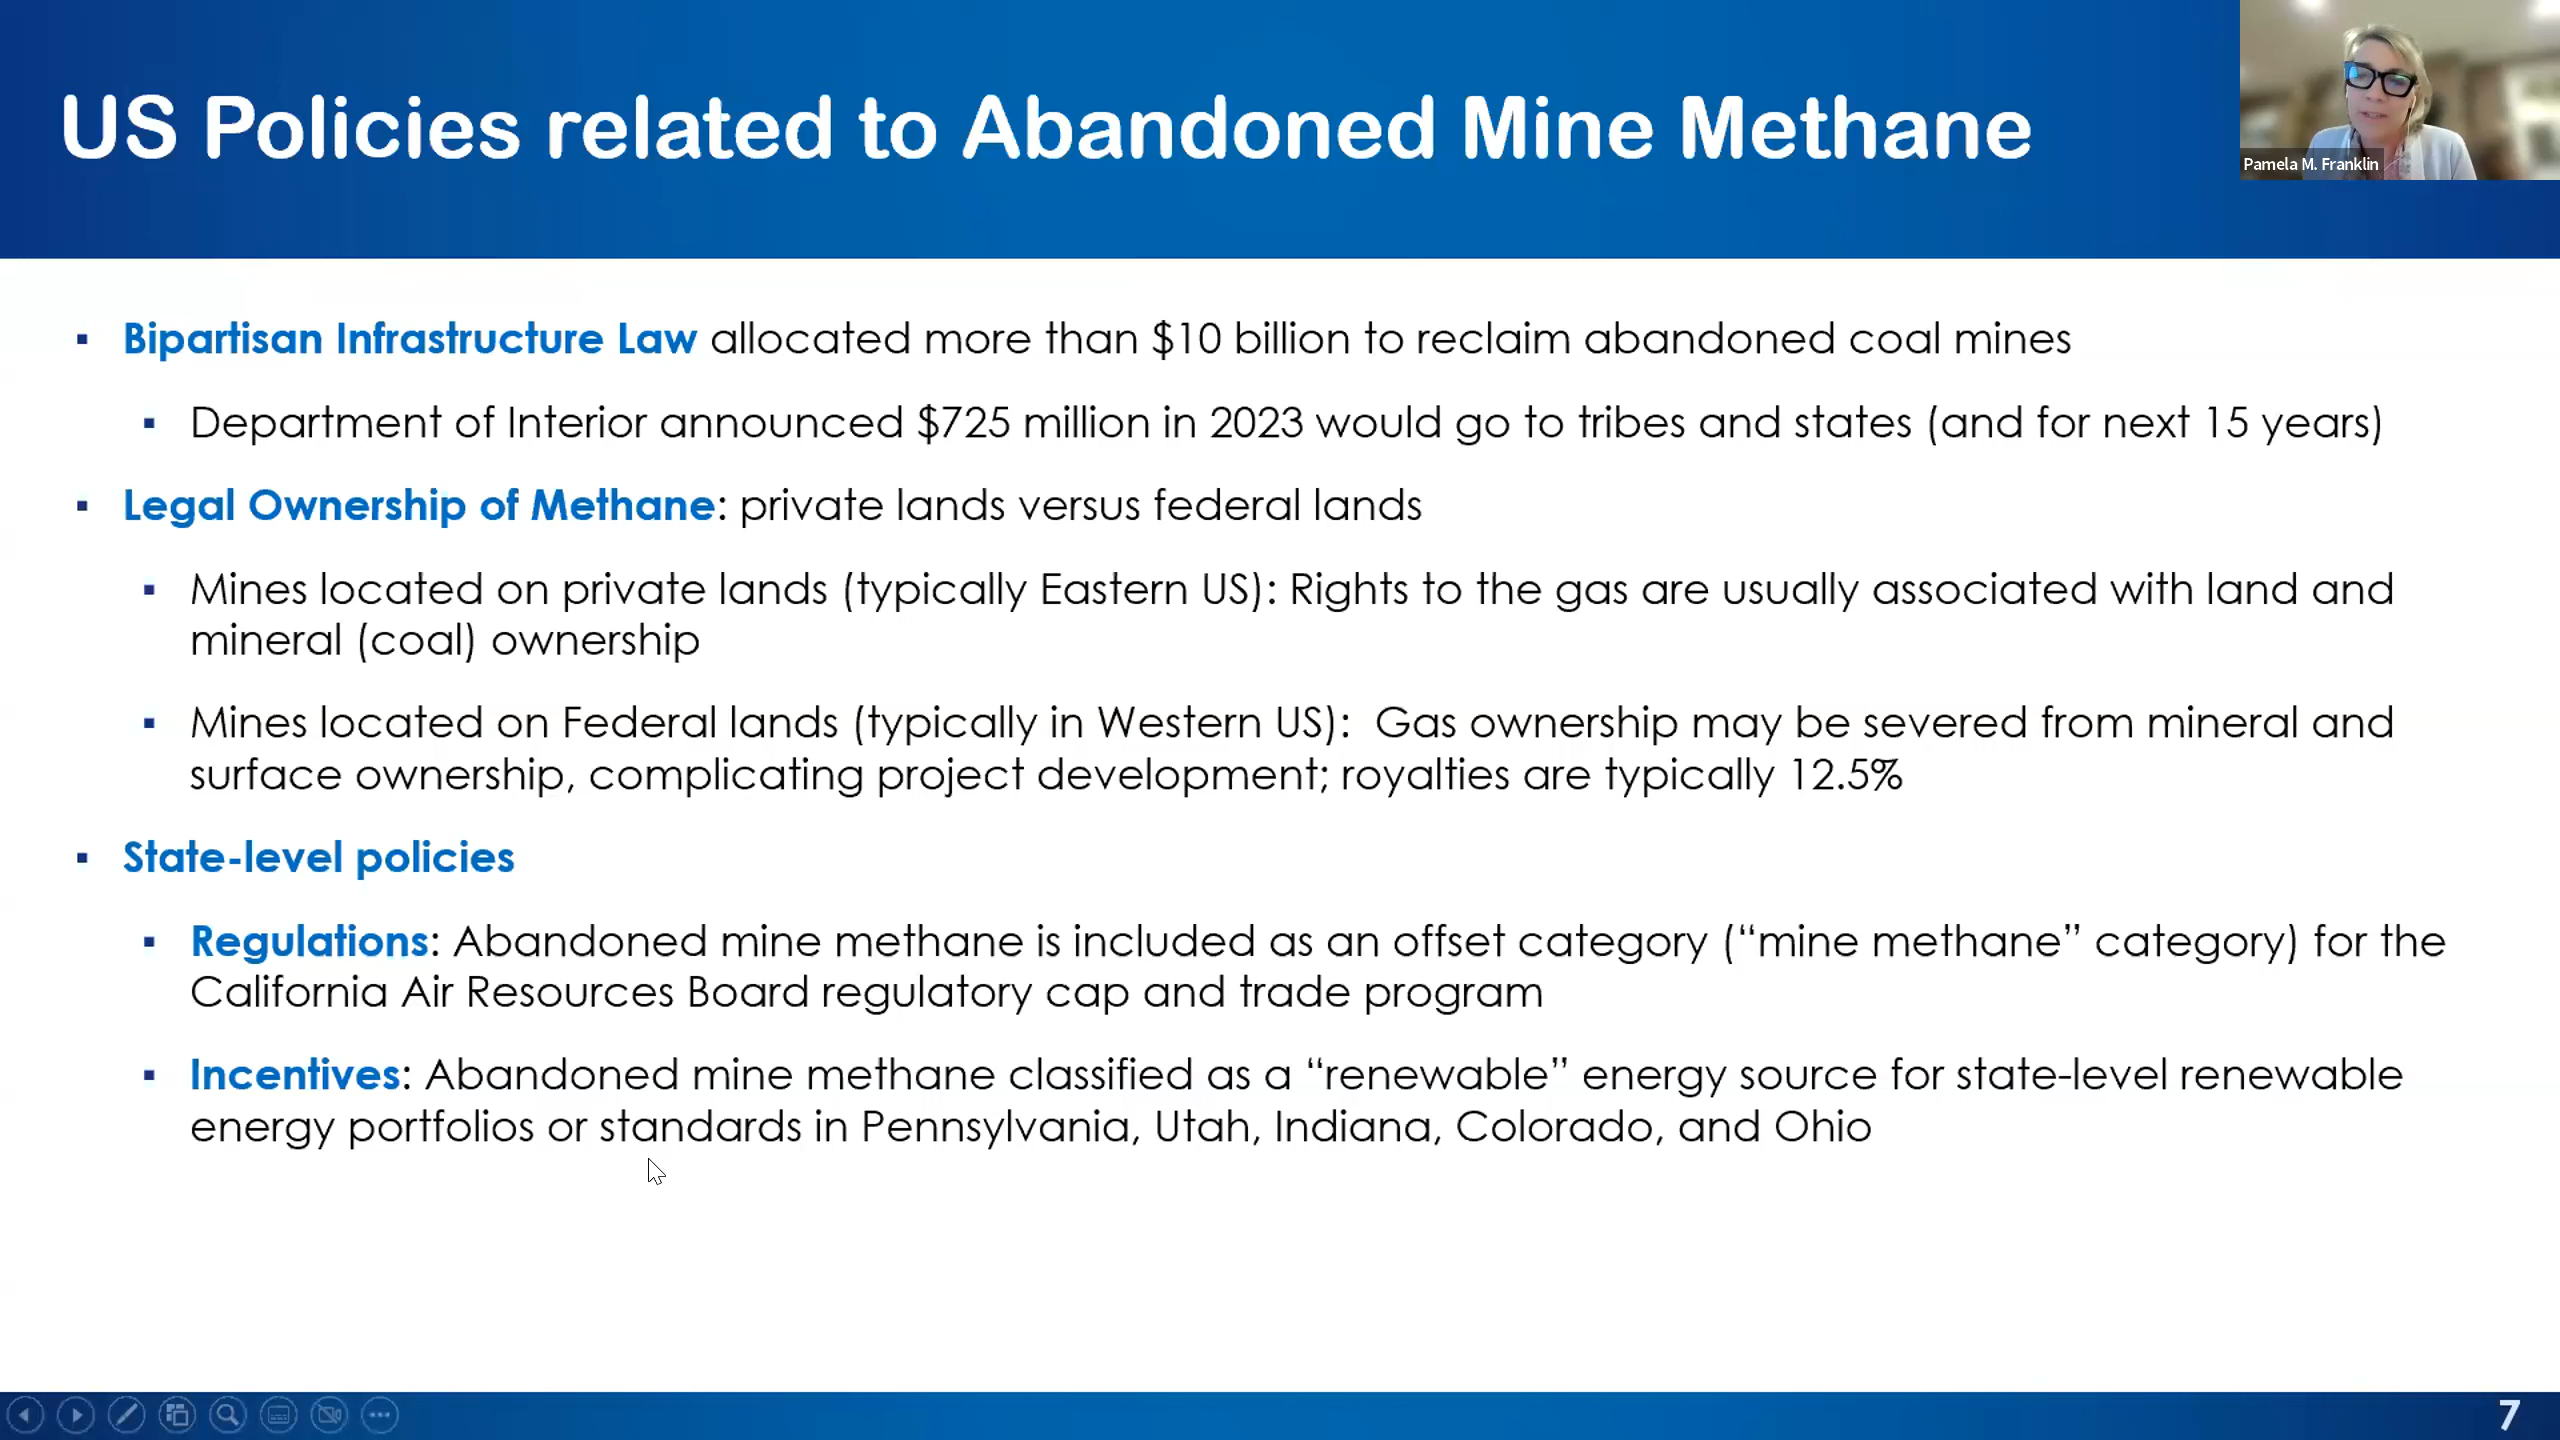 US Policies related to Abandoned Mine Methane
Pamela M. Franklin
▪ Bipartisan Infrastructure Law allocated more than $10 billion to reclaim abandoned coal mines
▪ Department of Interior announced $725 million in 2023 would go to tribes and states (and for next 15 years)
▪ Legal Ownership of Methane: private lands versus federal lands
▪ Mines located on private lands (typically Eastern US): Rights to the gas are usually associated with land and
mineral (coal) ownership
▪ Mines located on Federal lands (typically in Western US):  Gas ownership may be severed from mineral and
surface ownership, complicating project development; royalties are typically 12.5%
▪ State-level policies
▪ Regulations: Abandoned mine methane is included as an offset category (“mine methane” category) for the
California Air Resources Board regulatory cap and trade program
▪ Incentives: Abandoned mine methane classified as a “renewable” energy source for state-level renewable
energy portfolios or standards in Pennsylvania, Utah, Indiana, Colorado, and Ohio
7